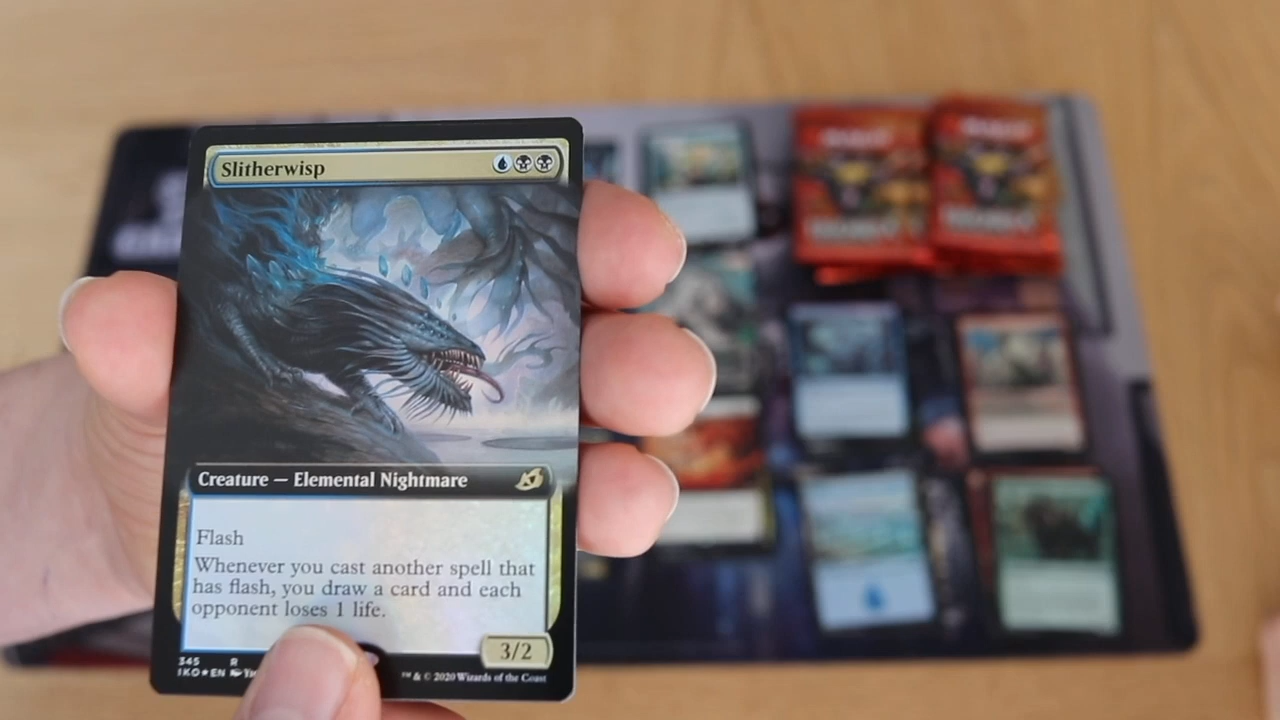 Slitherwisp
Creature — Elemental Nightmare
Flash
Whenever you cast another spell that
has flash, you draw a card and each
opponent loses 1 life.
3/2
345 R
IKO★EN
™ & © 2020 Wizards of the Coast